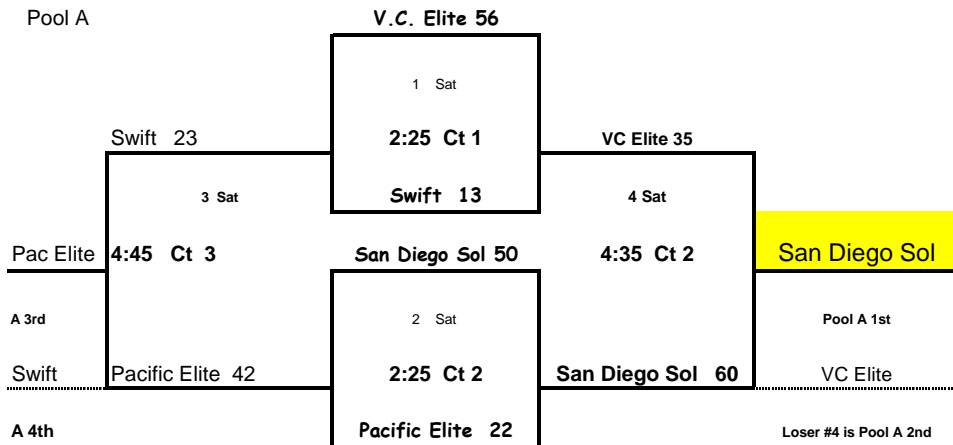 Pool A
V.C. Elite 56
1 Sat
Swift 23
2:25 Ct 1
VC Elite 35
3 Sat
Swift 13
4 Sat
Pac Elite
4:45 Ct 3
San Diego Sol 50
4:35 Ct 2
San Diego Sol
A 3rd
2 Sat
Pool A 1st
Swift
Pacific Elite 42
2:25 Ct 2
San Diego Sol 60
VC Elite
A 4th
Pacific Elite 22
Loser #4 is Pool A 2nd